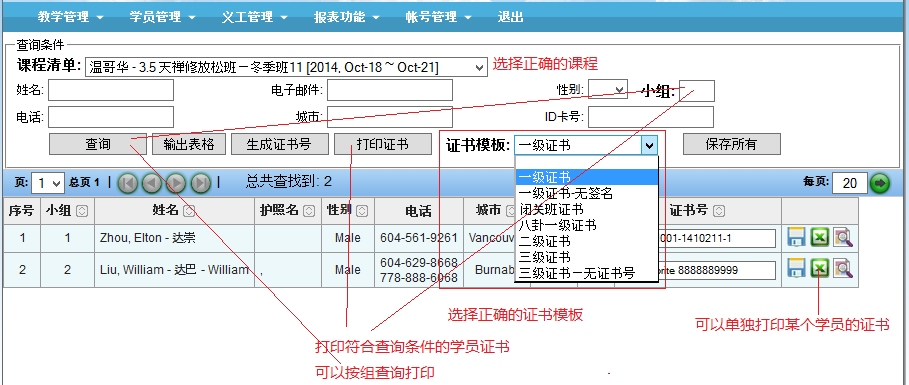 教学管理 学员管理 义工管理 报表功能 帐号管理 退出
查询条件
课程清单: 温哥华 - 3.5 天禅修放松班－冬季班11 [2014, Oct-18 ~ Oct-21] 选择正确的课程
姓名: 电子邮件: 性别: 小组:
电话: 城市: ID卡号:
查询 输出表格 生成证书号 打印证书 证书模板: 一级证书 保存所有
页: 1 总页 1 总共查找到: 2 每页: 20
序号 小组 姓名 护照名 性别 电话 城市 证书号
1 1 Zhou, Elton - 达崇 Male 604-561-9261 Vancouv 001-1410211-1
2 2 Liu, William - 达巴 - William , Male 604-629-8668 Burnab onte 8888889999
778-888-6068
一级证书
一级证书-无签名
闭关班证书
八卦一级证书
二级证书
三级证书
三级证书－无证书号
选择正确的证书模板
可以单独打印某个学员的证书
打印符合查询条件的学员证书
可以按组查询打印